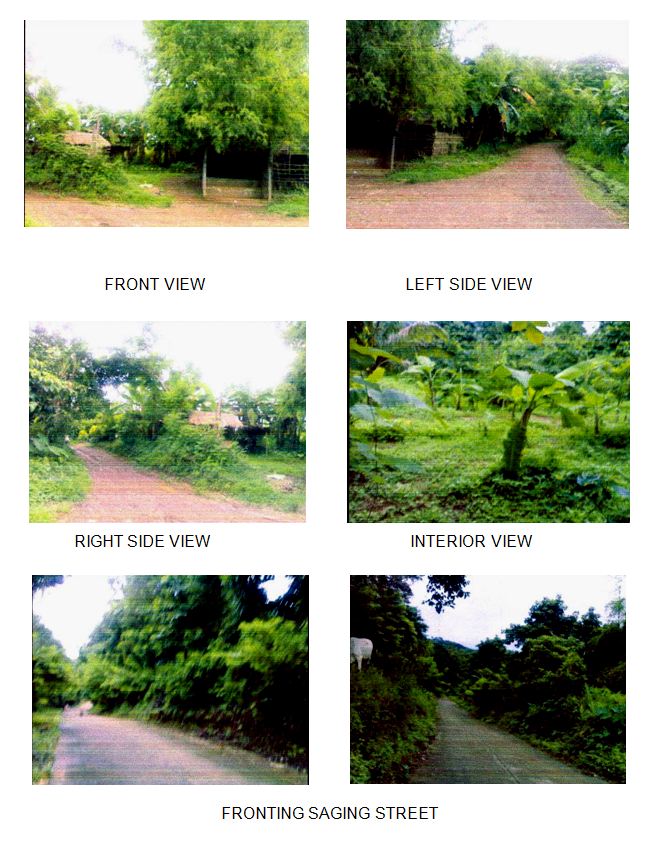 FRONT VIEW
LEFT SIDE VIEW
RIGHT SIDE VIEW
INTERIOR VIEW
FRONTING SAGING STREET